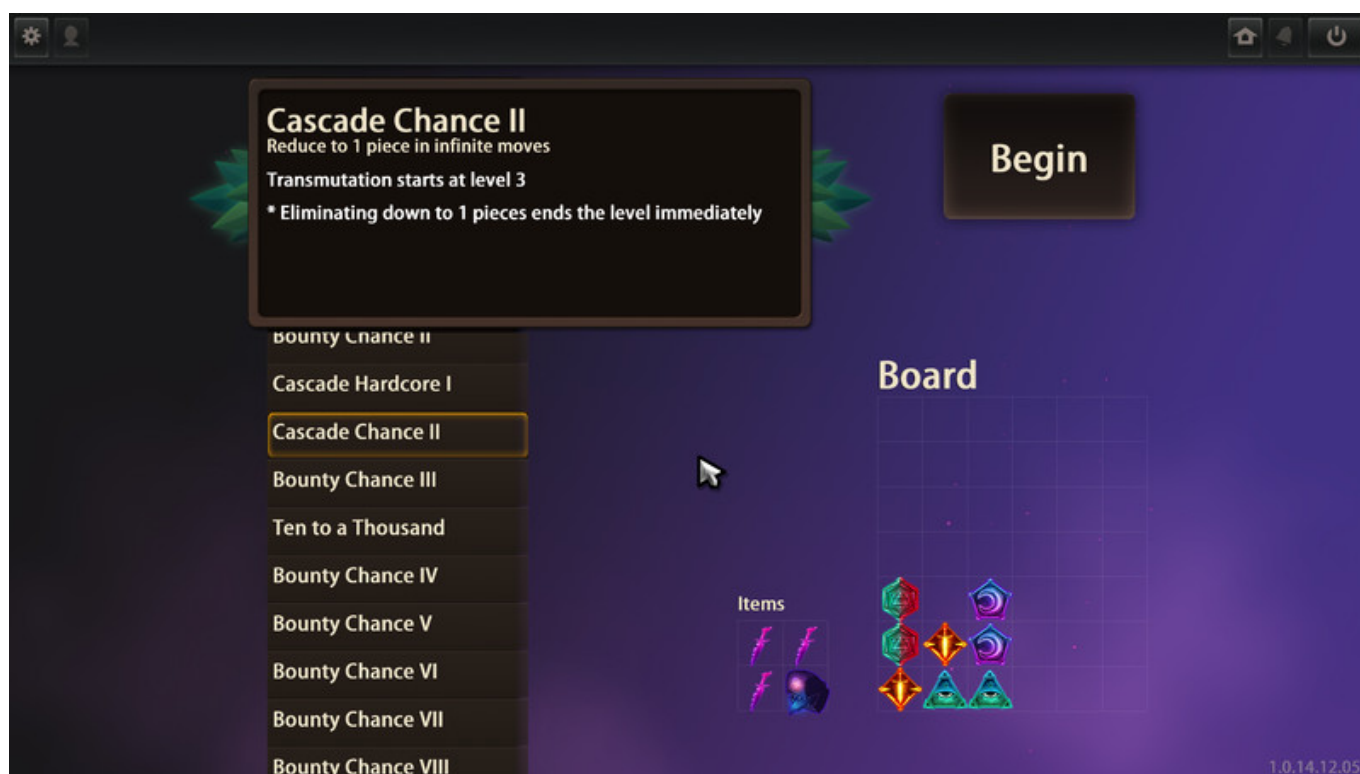 Cascade Chance II
Reduce to 1 piece in infinite moves
Transmutation starts at level 3
* Eliminating down to 1 pieces ends the level immediately
Begin
Bounty Chance II
Cascade Hardcore I
Cascade Chance II
Bounty Chance III
Ten to a Thousand
Bounty Chance IV
Bounty Chance V
Bounty Chance VI
Bounty Chance VII
Bounty Chance VIII
Board
Items
1.0.14.12.05